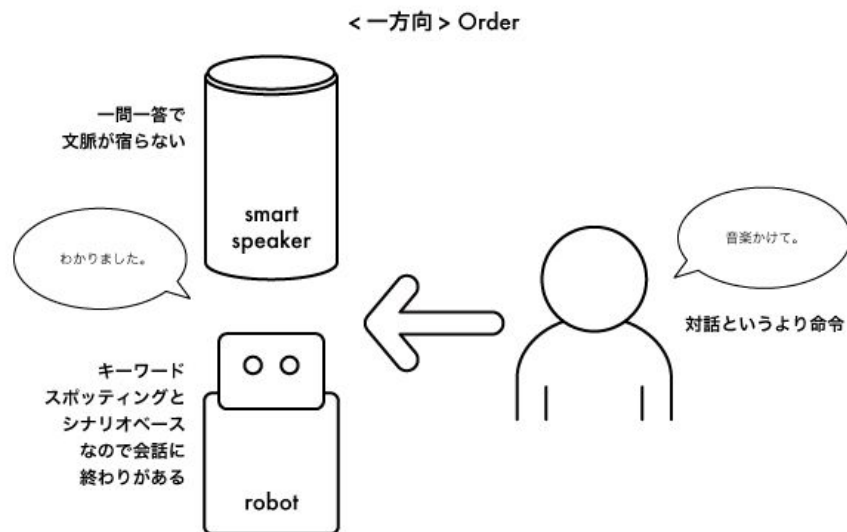 < 一方向 > Order
一問一答で
文脈が宿らない
smart
speaker
わかりました。
音楽かけて。
対話というより命令
キーワード
スポッティングと
シナリオベース
なので会話に
終わりがある
robot